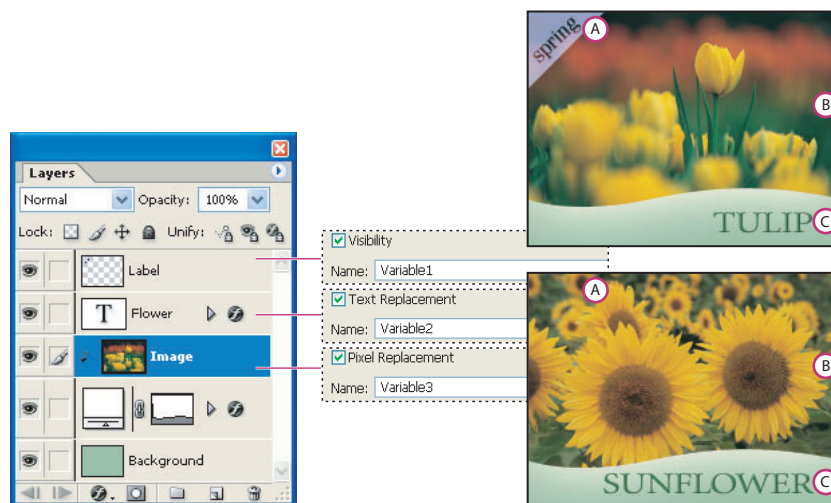 Layers
Normal Opacity: 100%
Lock: Unify:
Label
T Flower
Image
Background
Visibility
Name: Variable1
Text Replacement
Name: Variable2
Pixel Replacement
Name: Variable3
spring
A
B
TULIP
C
A
B
SUNFLOWER
C